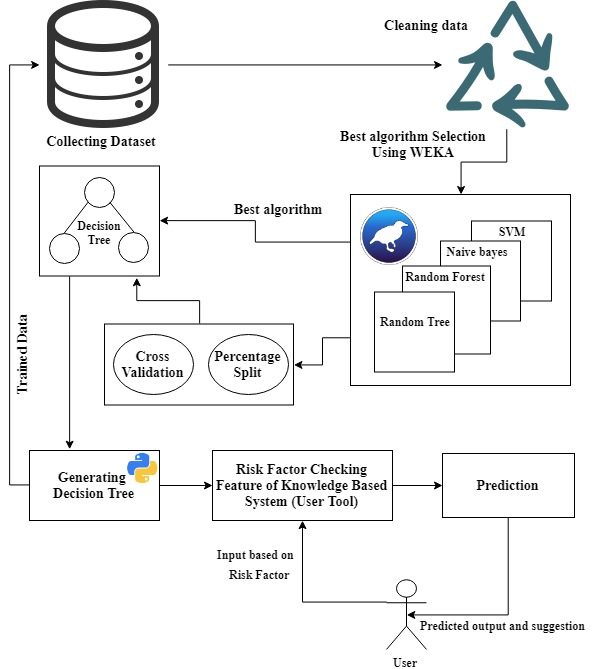 Cleaning data
Collecting Dataset
Best algorithm Selection
Using WEKA
Best algorithm
Decision
Tree
SVM
Naive bayes
Random Forest
Random Tree
Cross
Validation
Percentage
Split
Trained Data
Generating
Decision Tree
Risk Factor Checking
Feature of Knowledge Based
System (User Tool)
Prediction
Input based on
Risk Factor
Predicted output and suggestion
User